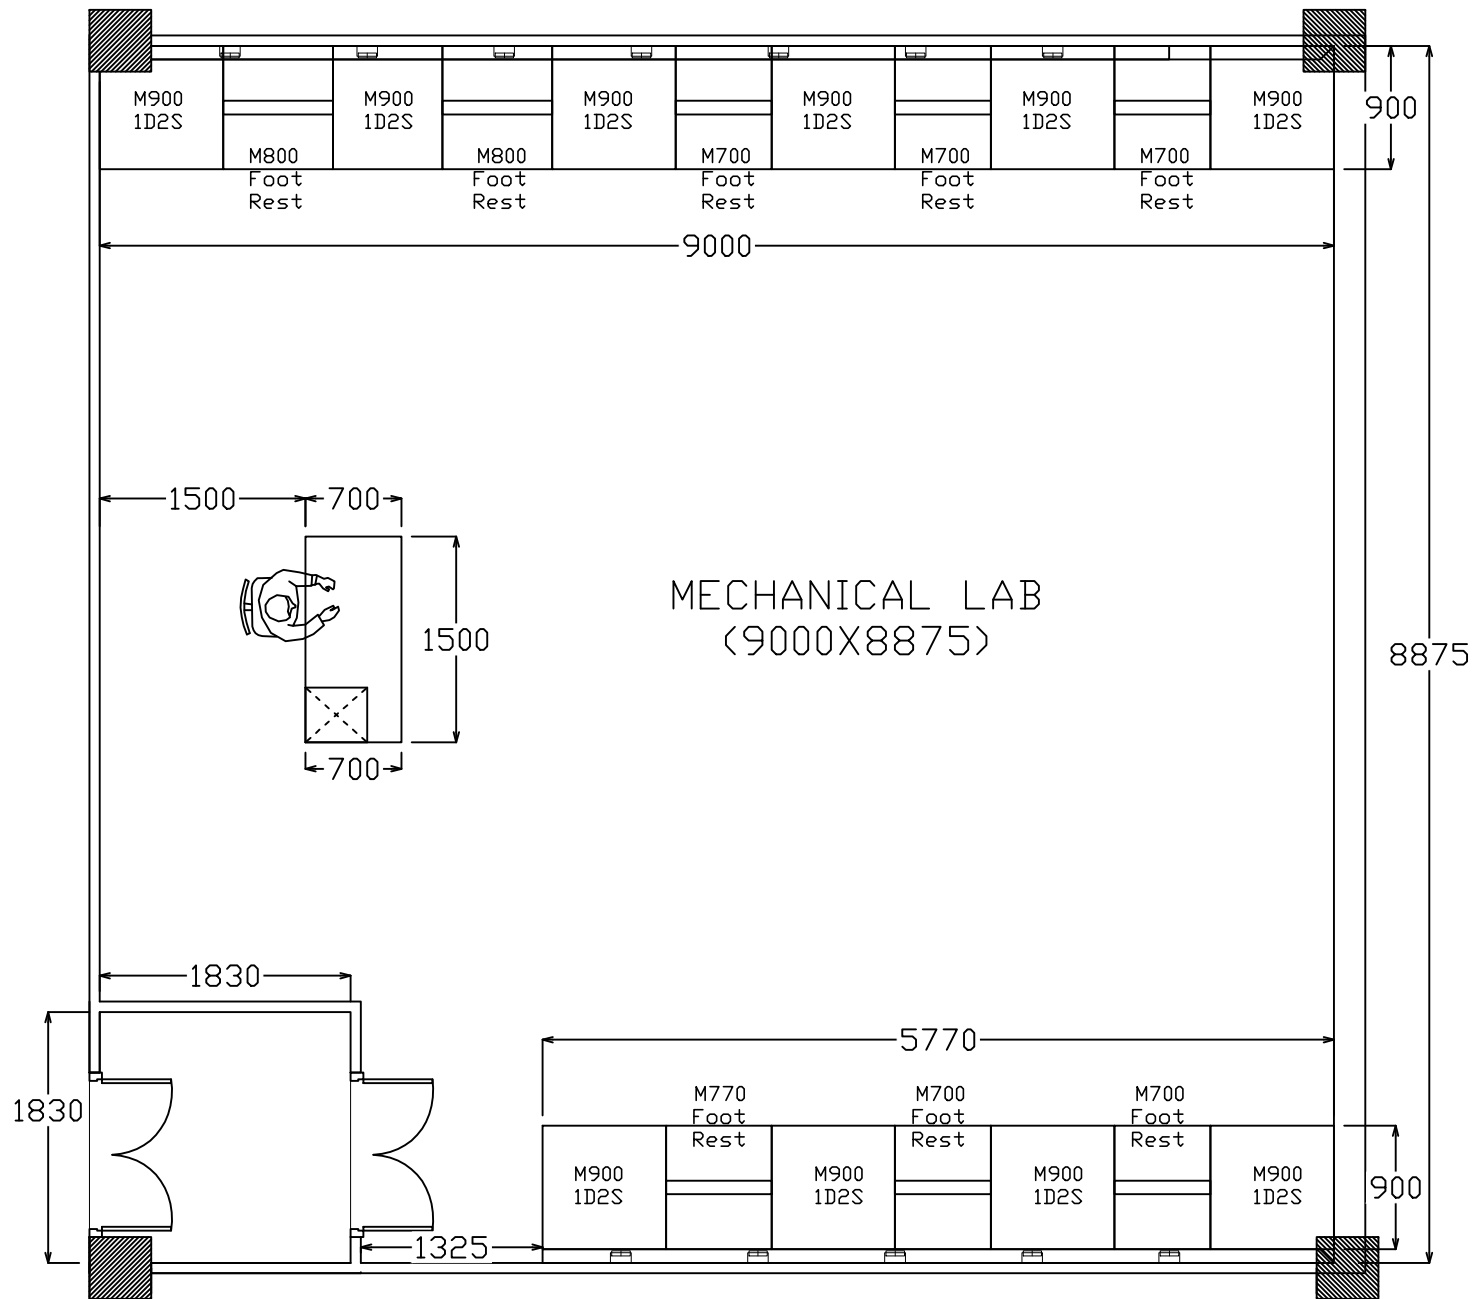 M900 M900 M900 M900 M900 M900
1D2S 1D2S 1D2S 1D2S 1D2S 1D2S
900
M800 M800 M700 M700 M700
Foot Foot Foot Foot Foot
Rest Rest Rest Rest Rest
9000
1500 700
MECHANICAL LAB
(9000X8875)
1500
8875
700
1830
5770
1830
M770 M700 M700
Foot Foot Foot
Rest Rest Rest
M900 M900 M900 M900
1D2S 1D2S 1D2S 1D2S
900
1325